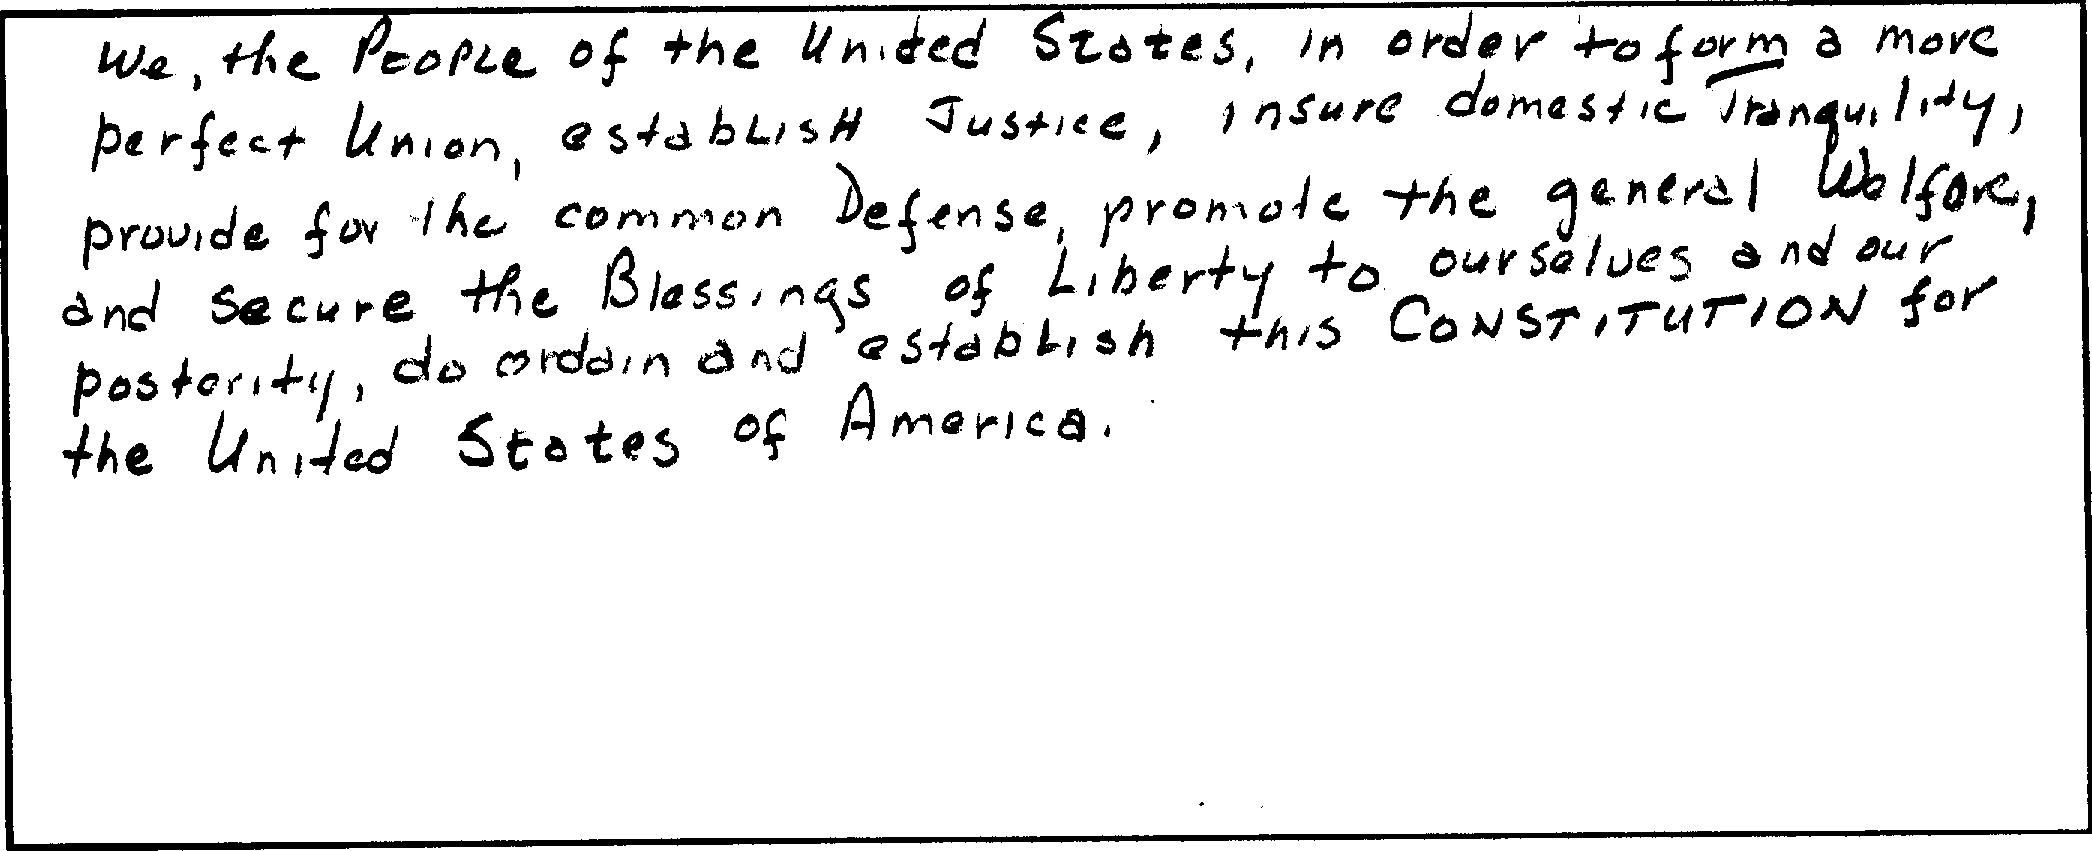 We, the People of the United States, in order to form a more
perfect Union, establish Justice, insure domestic Tranquility,
provide for the common Defense, promote the general Welfare,
and secure the Blessings of Liberty to ourselves and our
posterity, do ordain and establish this CONSTITUTION for
the United States of America.